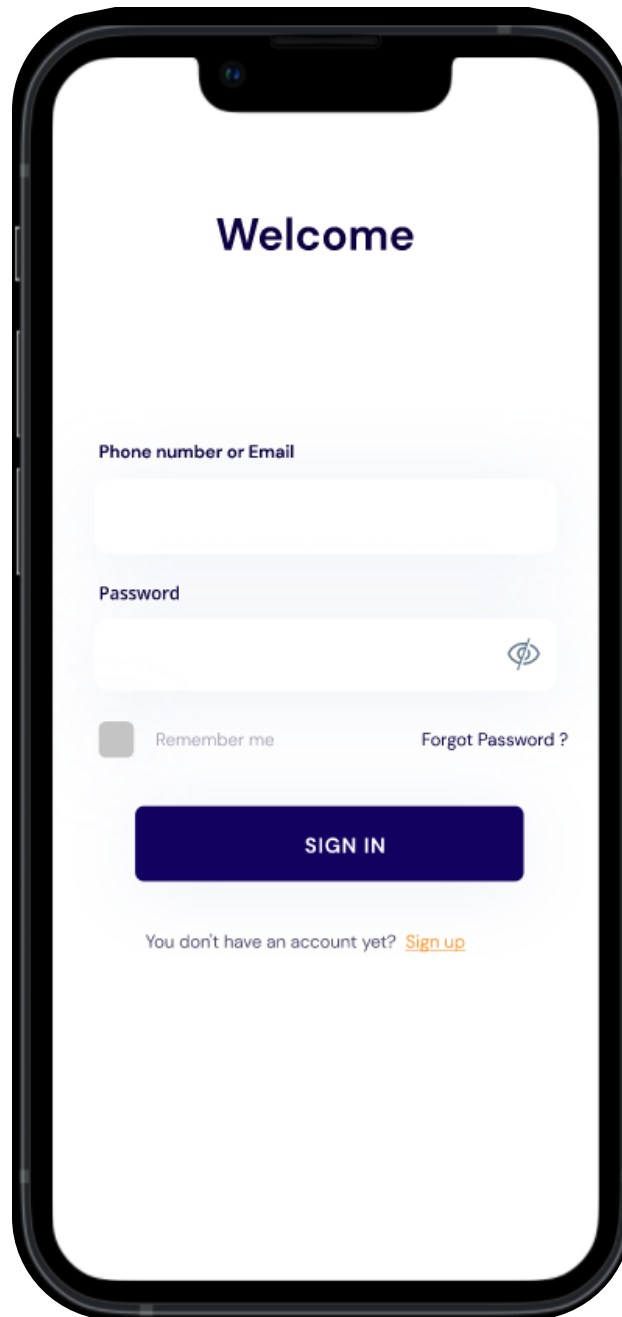 Welcome
Phone number or Email
Password
Remember me
Forgot Password ?
SIGN IN
You don't have an account yet? Sign up